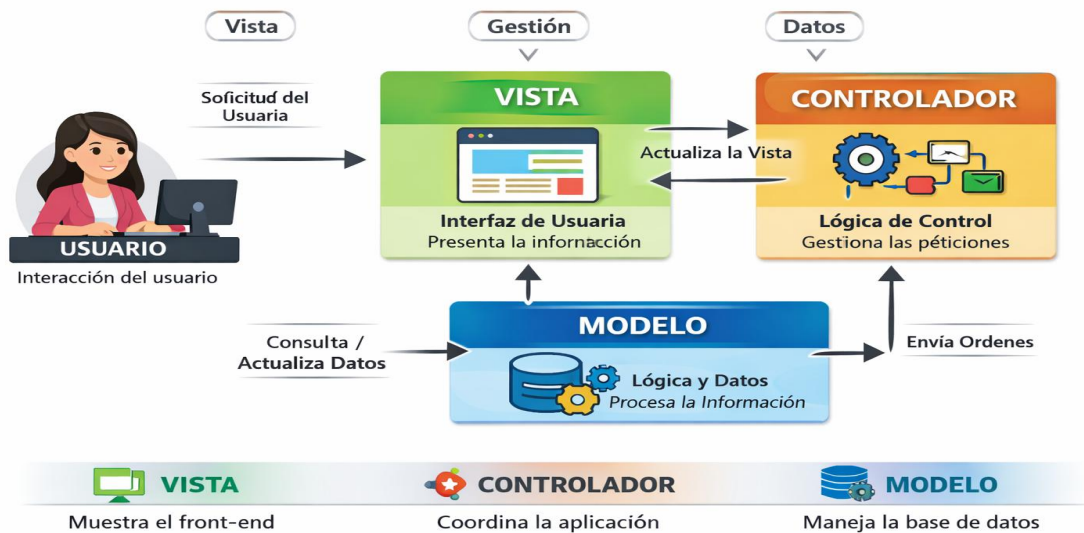 Vista
Gestión
Datos
Soficitud del
Usuaria
VISTA
CONTROLADOR
Actualiza la Vista
Interfaz de Usuaria
Presenta la información
Lógica de Control
Gestiona las péticiones
USUARIO
Interacción del usuario
MODELO
Consulta /
Actualiza Datos
Lógica y Datos
Procesa la Información
Envía Ordenes
VISTA
CONTROLADOR
MODELO
Muestra el front-end
Coordina la aplicación
Maneja la base de datos